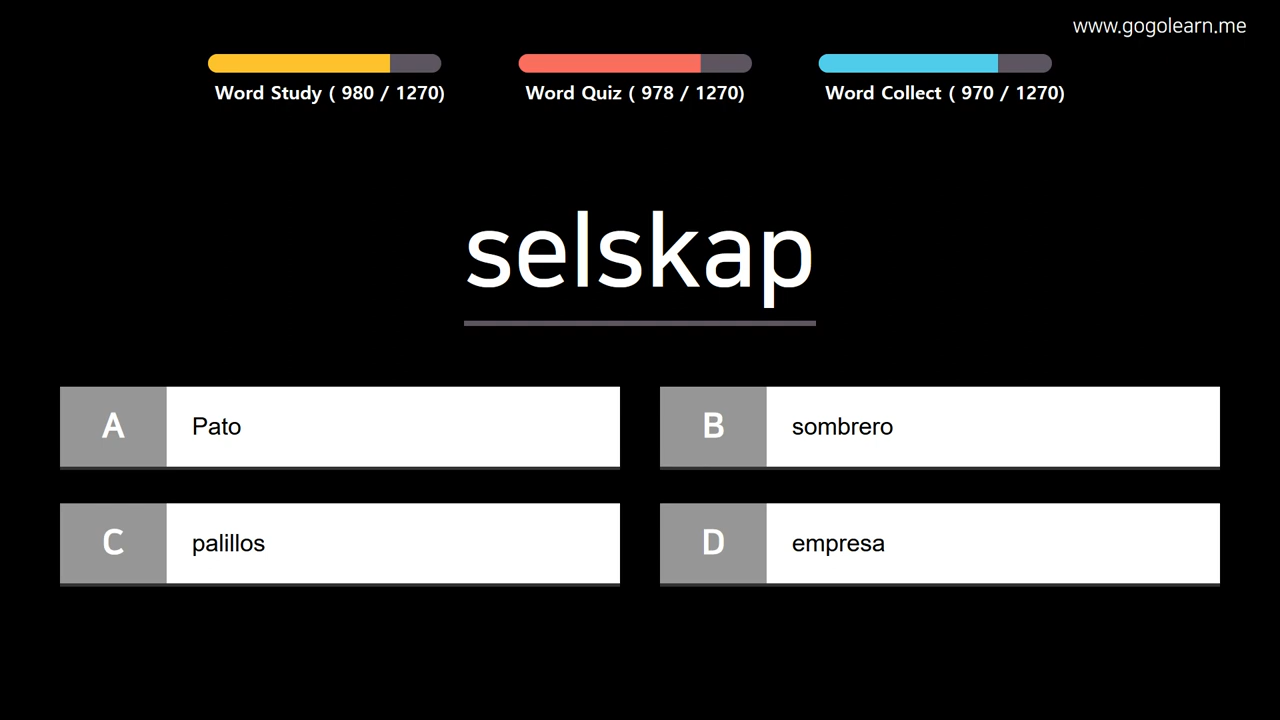 www.gogolearn.me
Word Study ( 980 / 1270)
Word Quiz ( 978 / 1270)
Word Collect ( 970 / 1270)
selskap
A Pato
B sombrero
C palillos
D empresa